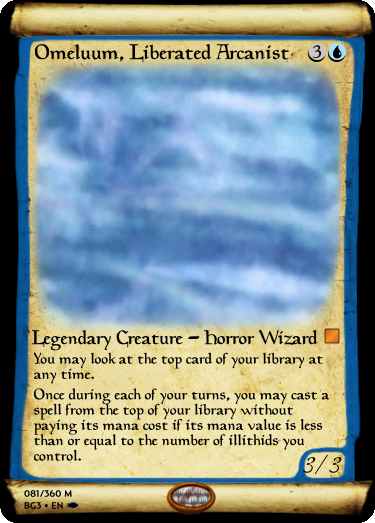 Omeluum, Liberated Arcanist 3
Legendary Creature – Horror Wizard
You may look at the top card of your library at
any time.
Once during each of your turns, you may cast a
spell from the top of your library without
paying its mana cost if its mana value is less
than or equal to the number of illithids you
control.
3/3
081/360 M
BG3 • EN